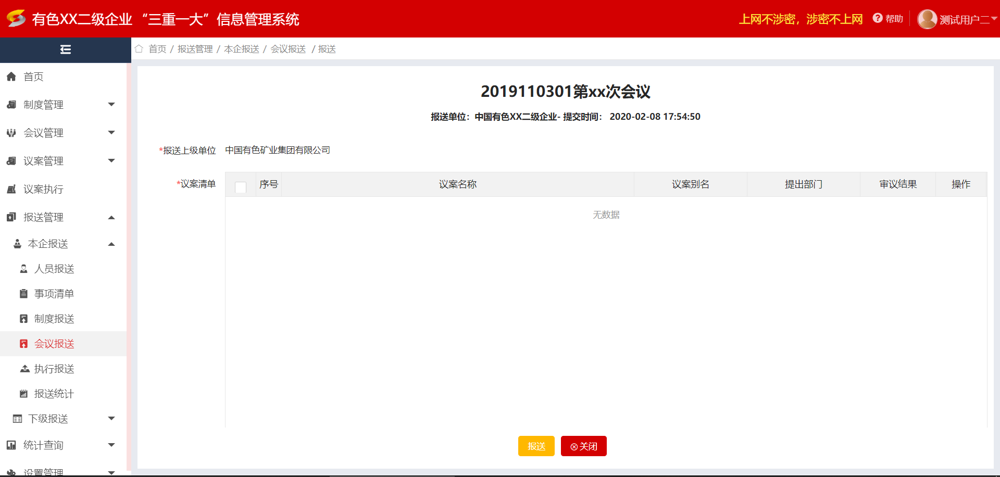 有色XX二级企业 “三重一大” 信息管理系统
上网不涉密，涉密不上网
帮助
测试用户二
首页 / 报送管理 / 本企报送 / 会议报送 / 报送
首页
制度管理
会议管理
议案管理
议案执行
报送管理
本企报送
人员报送
事项清单
制度报送
会议报送
执行报送
报送统计
下级报送
统计查询
设置管理
2019110301第xx次会议
报送单位：中国有色XX二级企业- 提交时间： 2020-02-08 17:54:50
*报送上级单位 中国有色矿业集团有限公司
*议案清单
序号 议案名称 议案别名 提出部门 审议结果 操作
无数据
报送 关闭